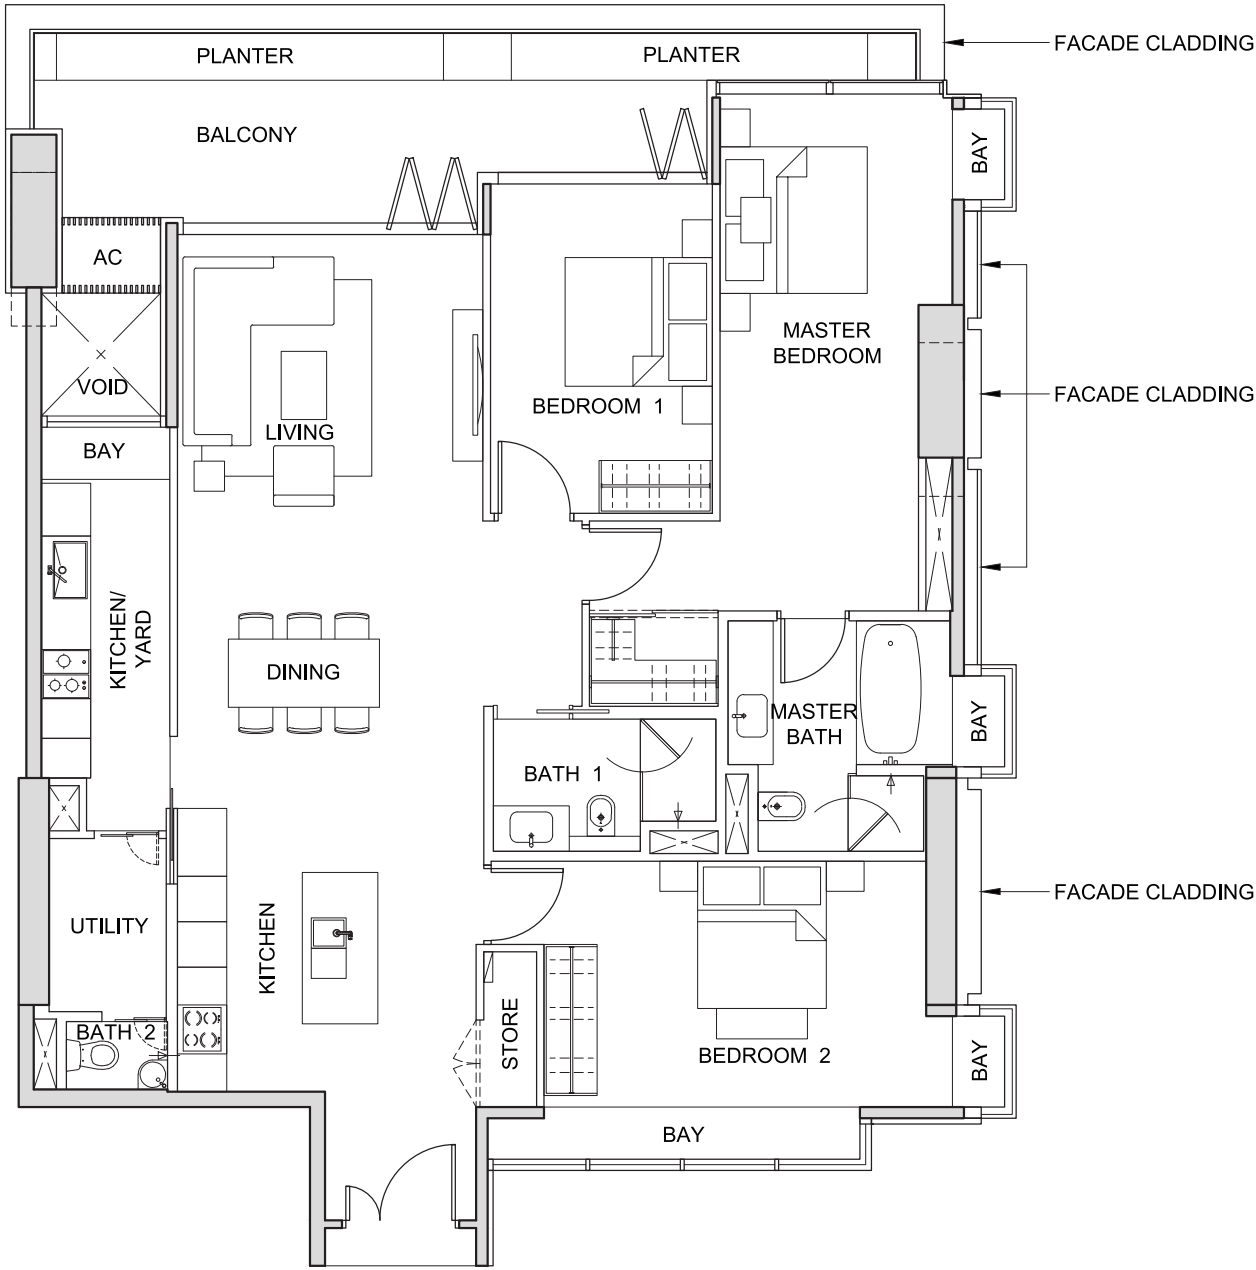 FACADE CLADDING
PLANTER
PLANTER
BALCONY
BAY
AC
MASTER
BEDROOM
VOID
FACADE CLADDING
BEDROOM 1
LIVING
BAY
KITCHEN/
YARD
DINING
MASTER
BATH
BAY
BATH 1
FACADE CLADDING
UTILITY
KITCHEN
BATH 2
STORE
BEDROOM 2
BAY
BAY